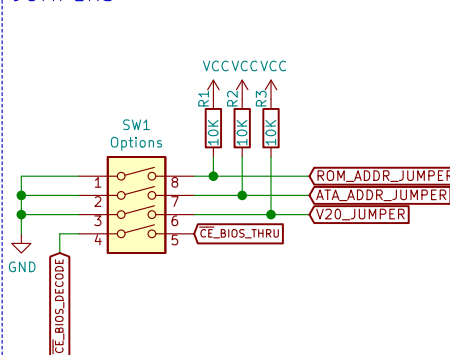 VCC VCC VCC
R1 R2 R3
10K 10K 10K
SW1
Options
1 8 ROM_ADDR_JUMPER
2 7 ATA_ADDR_JUMPER
3 6 V20_JUMPER
4 5 CE_BIOS_THRU
GND
CE_BIOS_DECODE